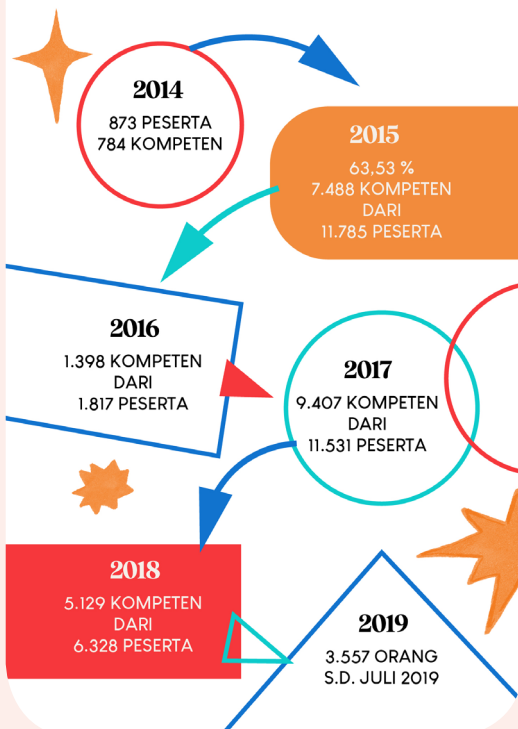 2014
873 PESERTA
784 KOMPETEN
2015
63,53 %
7.488 KOMPETEN
DARI
11.785 PESERTA
2016
1.398 KOMPETEN
DARI
1.817 PESERTA
2017
9.407 KOMPETEN
DARI
11.531 PESERTA
2018
5.129 KOMPETEN
DARI
6.328 PESERTA
2019
3.557 ORANG
S.D. JULI 2019